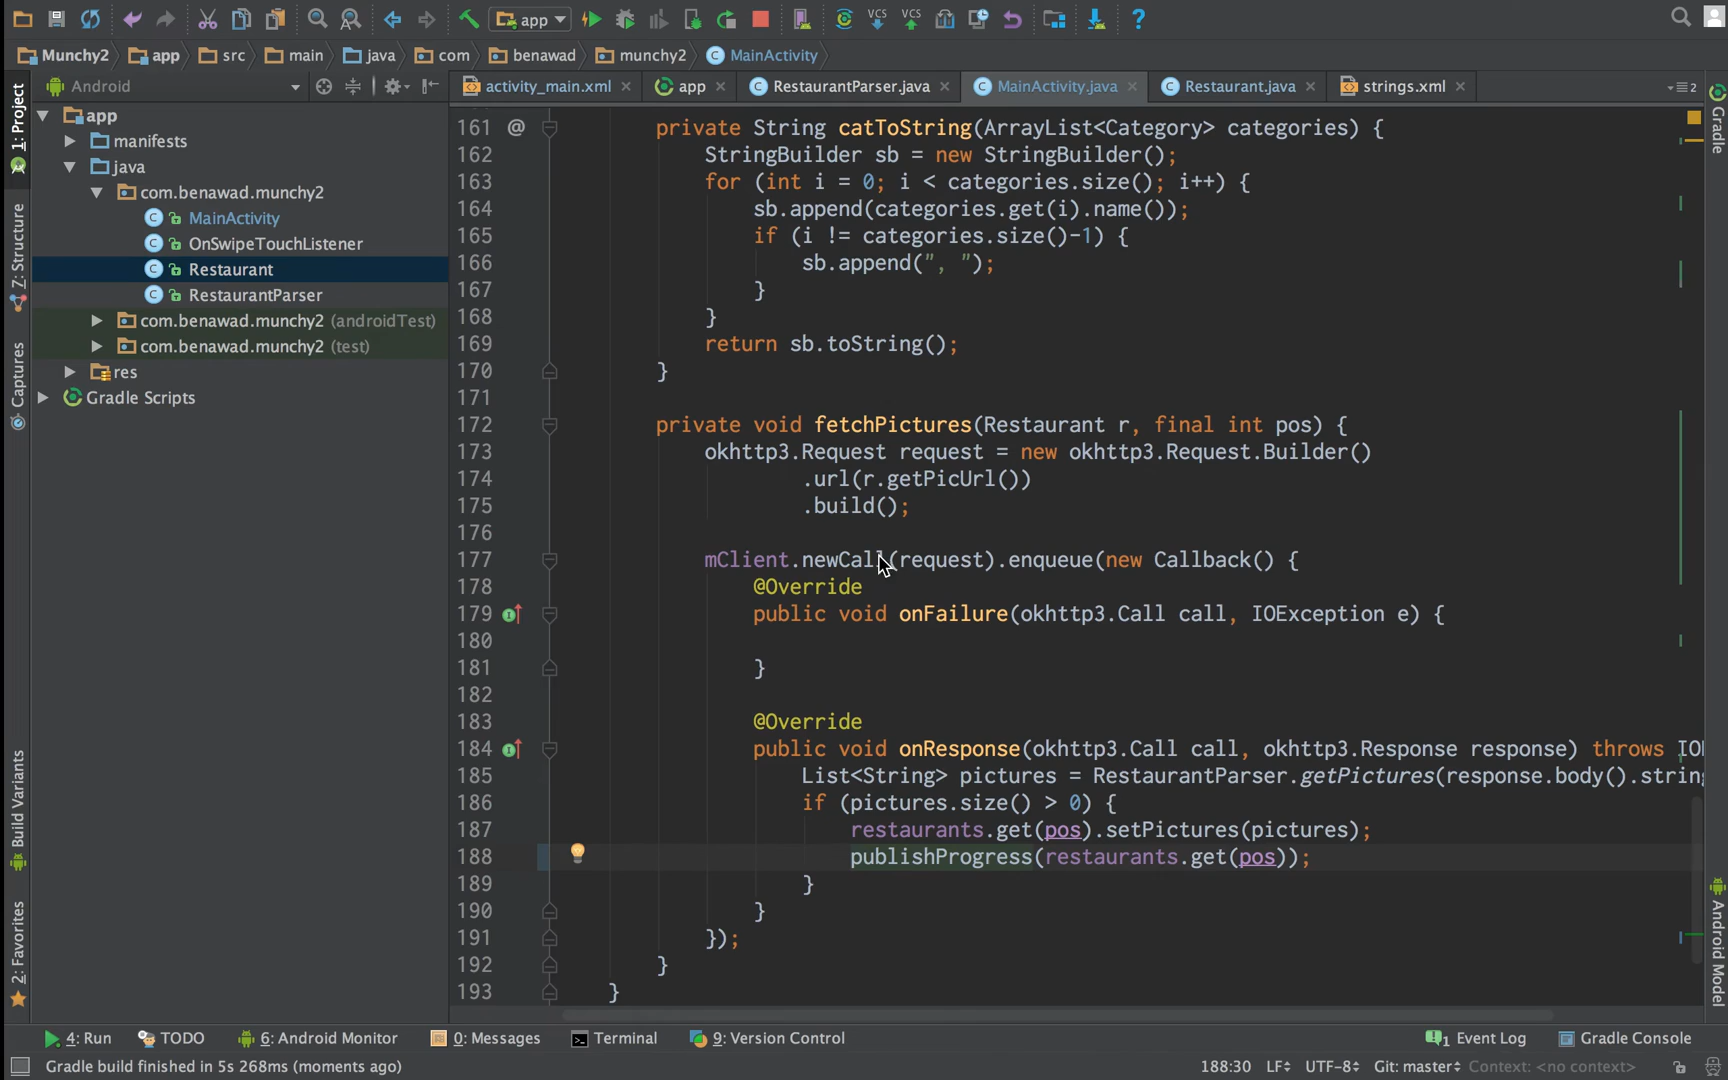 app
Munchy2 app src main java com benawad munchy2 MainActivity
Android
activity_main.xml app RestaurantParser.java MainActivity.java Restaurant.java strings.xml
2
1: Project
Z: Structure
Captures
Build Variants
2: Favorites
app
manifests
java
com.benawad.munchy2
MainActivity
OnSwipeTouchListener
Restaurant
RestaurantParser
com.benawad.munchy2 (androidTest)
com.benawad.munchy2 (test)
res
Gradle Scripts
161 @ private String catToString(ArrayList<Category> categories) {
162 StringBuilder sb = new StringBuilder();
163 for (int i = 0; i < categories.size(); i++) {
164 sb.append(categories.get(i).name());
165 if (i != categories.size()-1) {
166 sb.append(", ");
167 }
168 }
169 return sb.toString();
170 }
171
172 private void fetchPictures(Restaurant r, final int pos) {
173 okhttp3.Request request = new okhttp3.Request.Builder()
174 .url(r.getPicUrl())
175 .build();
176
177 mClient.newCall(request).enqueue(new Callback() {
178 @Override
179 public void onFailure(okhttp3.Call call, IOException e) {
180
181 }
182
183 @Override
184 public void onResponse(okhttp3.Call call, okhttp3.Response response) throws IO
185 List<String> pictures = RestaurantParser.getPictures(response.body().string
186 if (pictures.size() > 0) {
187 restaurants.get(pos).setPictures(pictures);
188 publishProgress(restaurants.get(pos));
189 }
190 }
191 });
192 }
193 }
Gradle
Android Model
4: Run TODO 6: Android Monitor 0: Messages Terminal 9: Version Control 1 Event Log Gradle Console
Gradle build finished in 5s 268ms (moments ago) 188:30 LF UTF-8 Git: master Context: <no context>